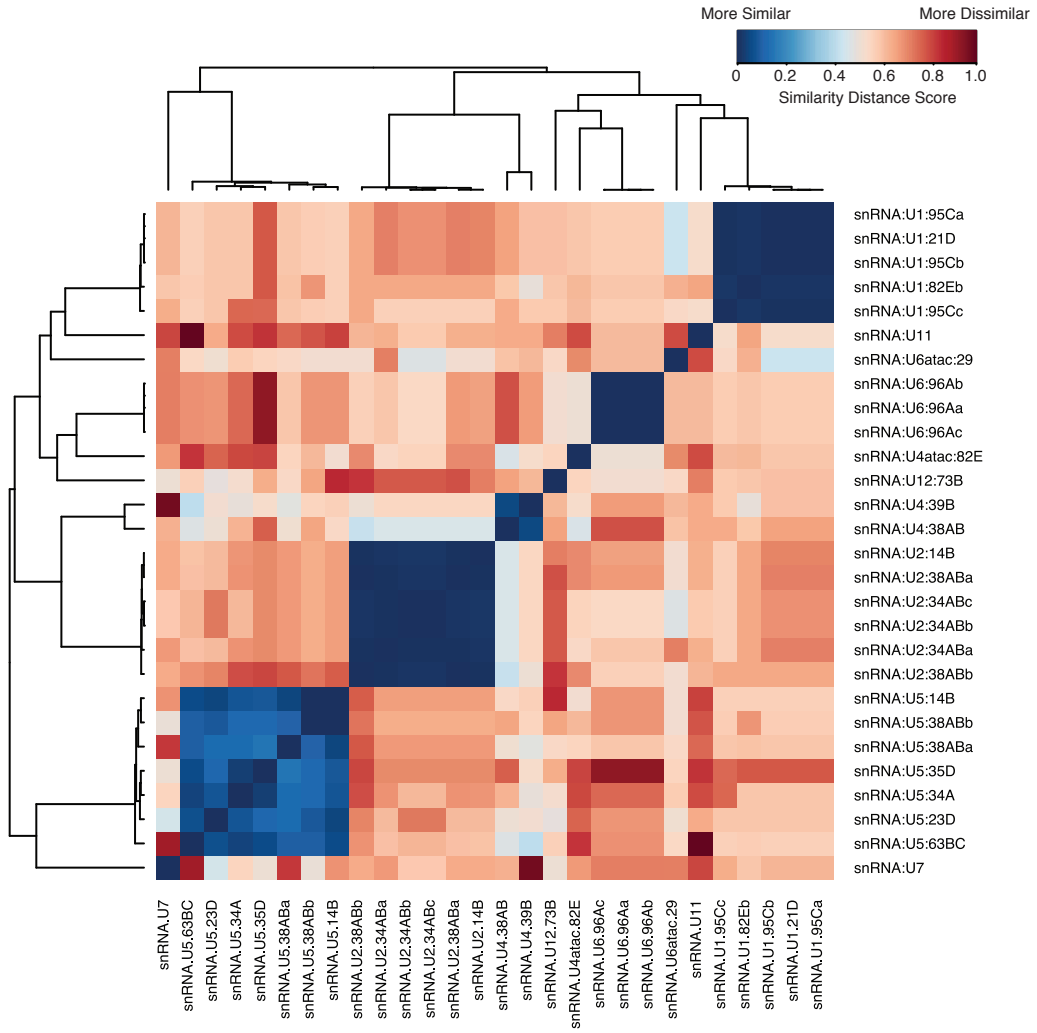 More Similar More Dissimilar
0 0.2 0.4 0.6 0.8 1.0
Similarity Distance Score
snRNA:U1:95Ca
snRNA:U1:21D
snRNA:U1:95Cb
snRNA:U1:82Eb
snRNA:U1:95Cc
snRNA:U11
snRNA:U6atac:29
snRNA:U6:96Ab
snRNA:U6:96Aa
snRNA:U6:96Ac
snRNA:U4atac:82E
snRNA:U12:73B
snRNA:U4:39B
snRNA:U4:38AB
snRNA:U2:14B
snRNA:U2:38ABa
snRNA:U2:34ABc
snRNA:U2:34ABb
snRNA:U2:34ABa
snRNA:U2:38ABb
snRNA:U5:14B
snRNA:U5:38ABb
snRNA:U5:38ABa
snRNA:U5:35D
snRNA:U5:34A
snRNA:U5:23D
snRNA:U5:63BC
snRNA:U7
snRNA.U7
snRNA.U5.63BC
snRNA.U5.23D
snRNA.U5.34A
snRNA.U5.35D
snRNA.U5.38ABa
snRNA.U5.38ABb
snRNA.U5.14B
snRNA.U2.38ABb
snRNA.U2.34ABa
snRNA.U2.34ABb
snRNA.U2.34ABc
snRNA.U2.38ABa
snRNA.U2.14B
snRNA.U4.38AB
snRNA.U4.39B
snRNA.U12.73B
snRNA.U4atac.82E
snRNA.U6.96Ac
snRNA.U6.96Aa
snRNA.U6.96Ab
snRNA.U6atac.29
snRNA.U11
snRNA.U1.95Cc
snRNA.U1.82Eb
snRNA.U1.95Cb
snRNA.U1.21D
snRNA.U1.95Ca